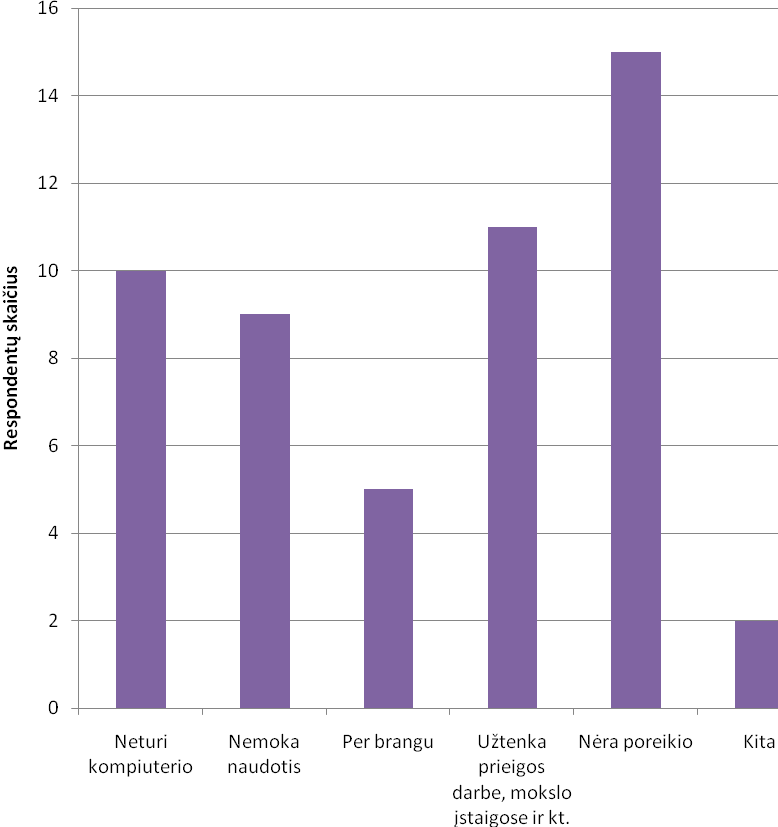 16
14
12
10
8
6
4
2
0
Respondentų skaičius
Neturi
kompiuterio
Nemoka
naudotis
Per brangu
Užtenka
prieigos
darbe, mokslo
įstaigose ir kt.
Nėra poreikio
Kita